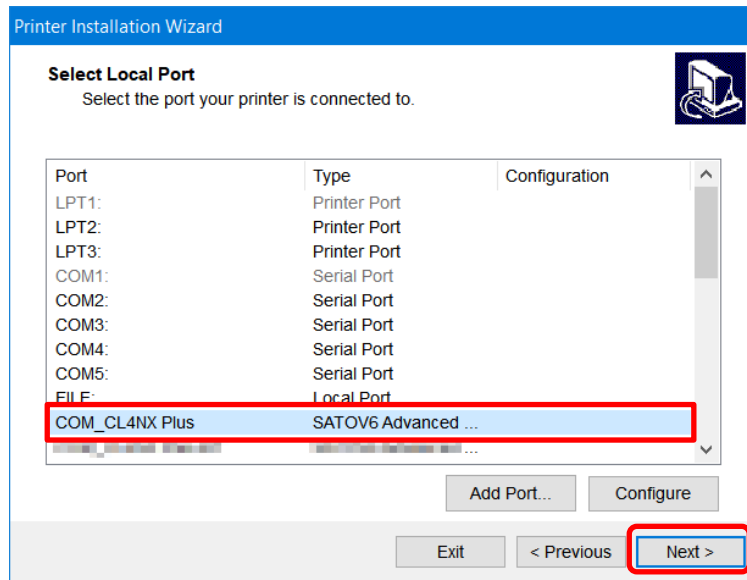 Printer Installation Wizard
Select Local Port
Select the port your printer is connected to.
Port Type Configuration
LPT1: Printer Port
LPT2: Printer Port
LPT3: Printer Port
COM1: Serial Port
COM2: Serial Port
COM3: Serial Port
COM4: Serial Port
COM5: Serial Port
FILE: Local Port
COM_CL4NX Plus SATOV6 Advanced ...
Add Port... Configure
Exit < Previous Next >